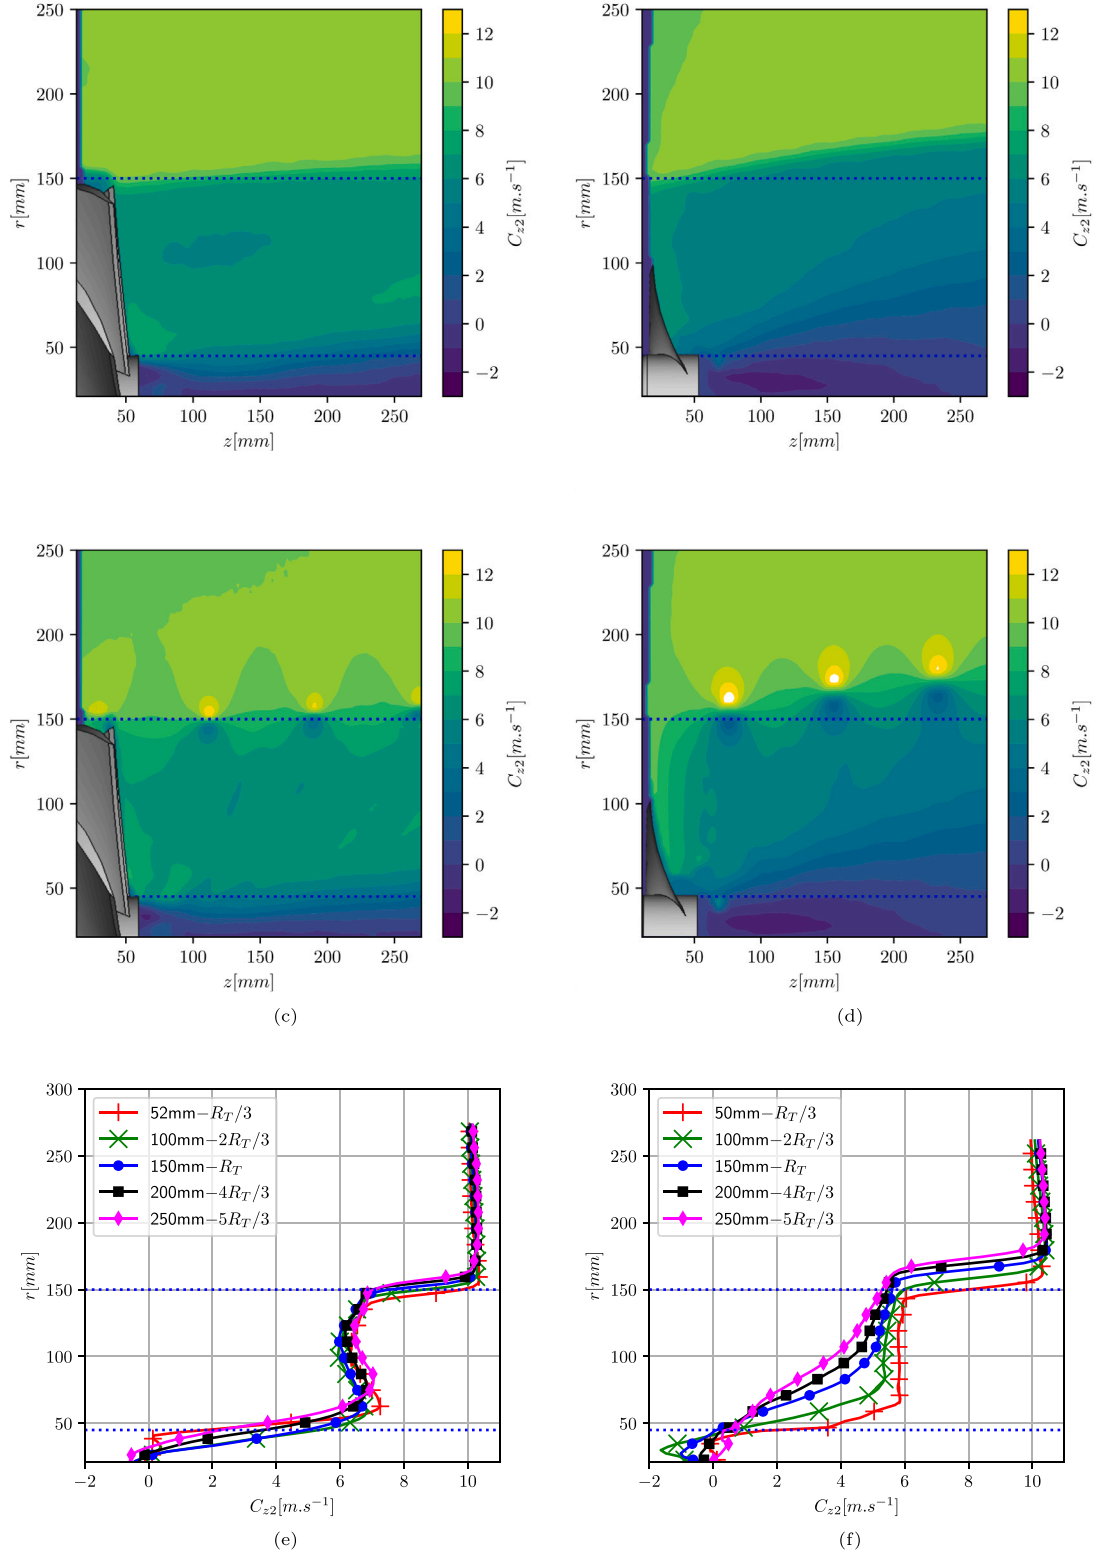 250
200
150
100
50
r[mm]
50 100 150 200 250
z[mm]
12
10
8
6
4
2
0
−2
C_{z2}[m.s^{-1}]
250
200
150
100
50
r[mm]
50 100 150 200 250
z[mm]
12
10
8
6
4
2
0
−2
C_{z2}[m.s^{-1}]
250
200
150
100
50
r[mm]
50 100 150 200 250
z[mm]
12
10
8
6
4
2
0
−2
C_{z2}[m.s^{-1}]
(c)
250
200
150
100
50
r[mm]
50 100 150 200 250
z[mm]
12
10
8
6
4
2
0
−2
C_{z2}[m.s^{-1}]
(d)
300
250
200
150
100
50
r[mm]
52mm−R_T/3
100mm−2R_T/3
150mm−R_T
200mm−4R_T/3
250mm−5R_T/3
−2 0 2 4 6 8 10
C_{z2}[m.s^{-1}]
(e)
300
250
200
150
100
50
r[mm]
50mm−R_T/3
100mm−2R_T/3
150mm−R_T
200mm−4R_T/3
250mm−5R_T/3
−2 0 2 4 6 8 10
C_{z2}[m.s^{-1}]
(f)